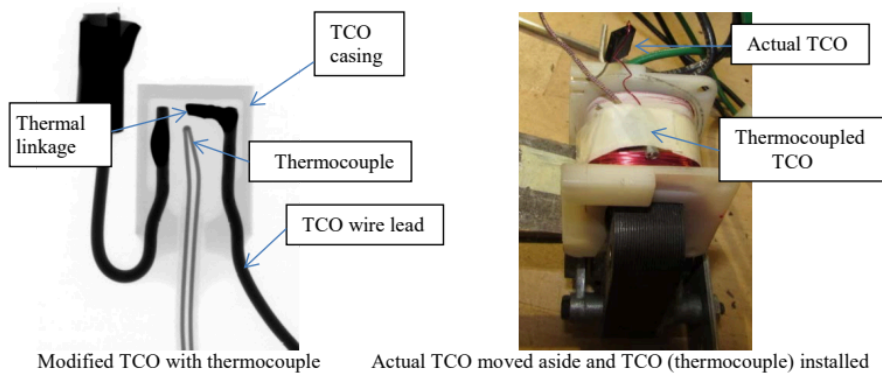 TCO
casing
Thermal
linkage
Thermocouple
TCO wire lead
Modified TCO with thermocouple
Actual TCO
Thermocoupled
TCO
Actual TCO moved aside and TCO (thermocouple) installed